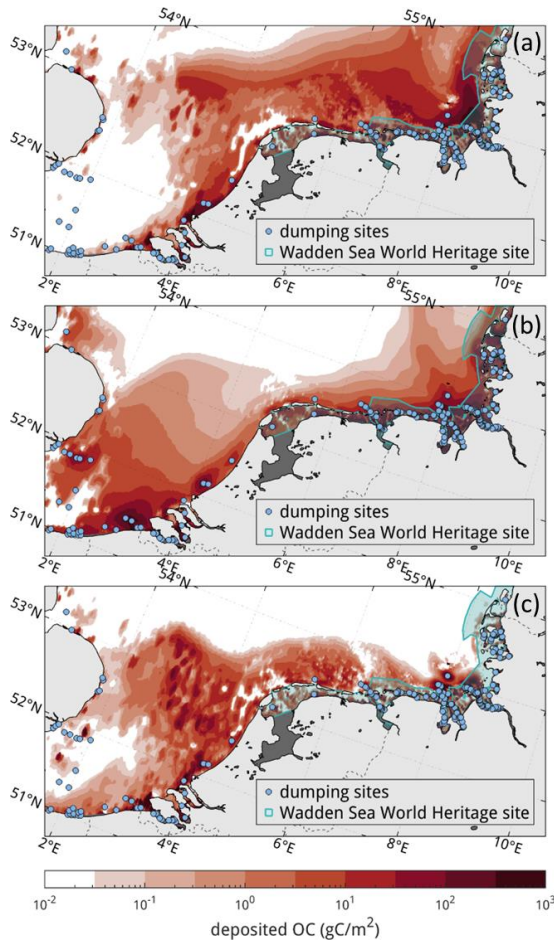 54°N
55°N
53°N
(a)
52°N
51°N
dumping sites
Wadden Sea World Heritage site
2°E
6°E
8°E
10°E
54°N
55°N
53°N
(b)
52°N
51°N
dumping sites
Wadden Sea World Heritage site
2°E
6°E
8°E
10°E
54°N
55°N
53°N
(c)
52°N
51°N
dumping sites
Wadden Sea World Heritage site
2°E
6°E
8°E
10°E
10⁻² 10⁻¹ 10⁰ 10¹ 10² 10³
deposited OC (gC/m²)